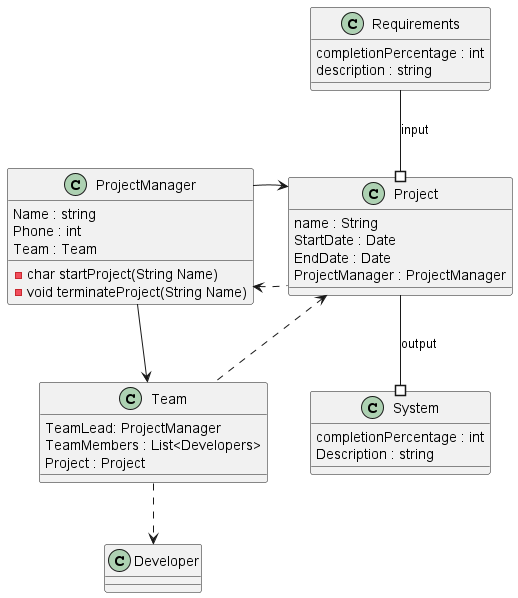 C Requirements
completionPercentage : int
description : string
input
C ProjectManager
Name : string
Phone : int
Team : Team
char startProject(String Name)
void terminateProject(String Name)
C Project
name : String
StartDate : Date
EndDate : Date
ProjectManager : ProjectManager
output
C Team
TeamLead: ProjectManager
TeamMembers : List<Developers>
Project : Project
C System
completionPercentage : int
Description : string
C Developer